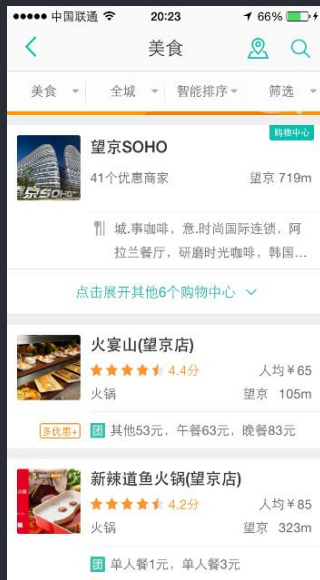 中国联通 20:23 66%
美食
美食 全城 智能排序 筛选
购物中心
望京SOHO
41个优惠商家 望京 719m
城.事咖啡，意.时尚国际连锁，阿
拉兰餐厅，研磨时光咖啡，韩国...
点击展开其他6个购物中心
火宴山(望京店)
4.4分 人均￥65
火锅 望京 105m
多优惠+ 团 其他53元，午餐63元，晚餐83元
新辣道鱼火锅(望京店)
4.2分 人均￥85
火锅 望京 323m
团 单人餐1元，单人餐3元